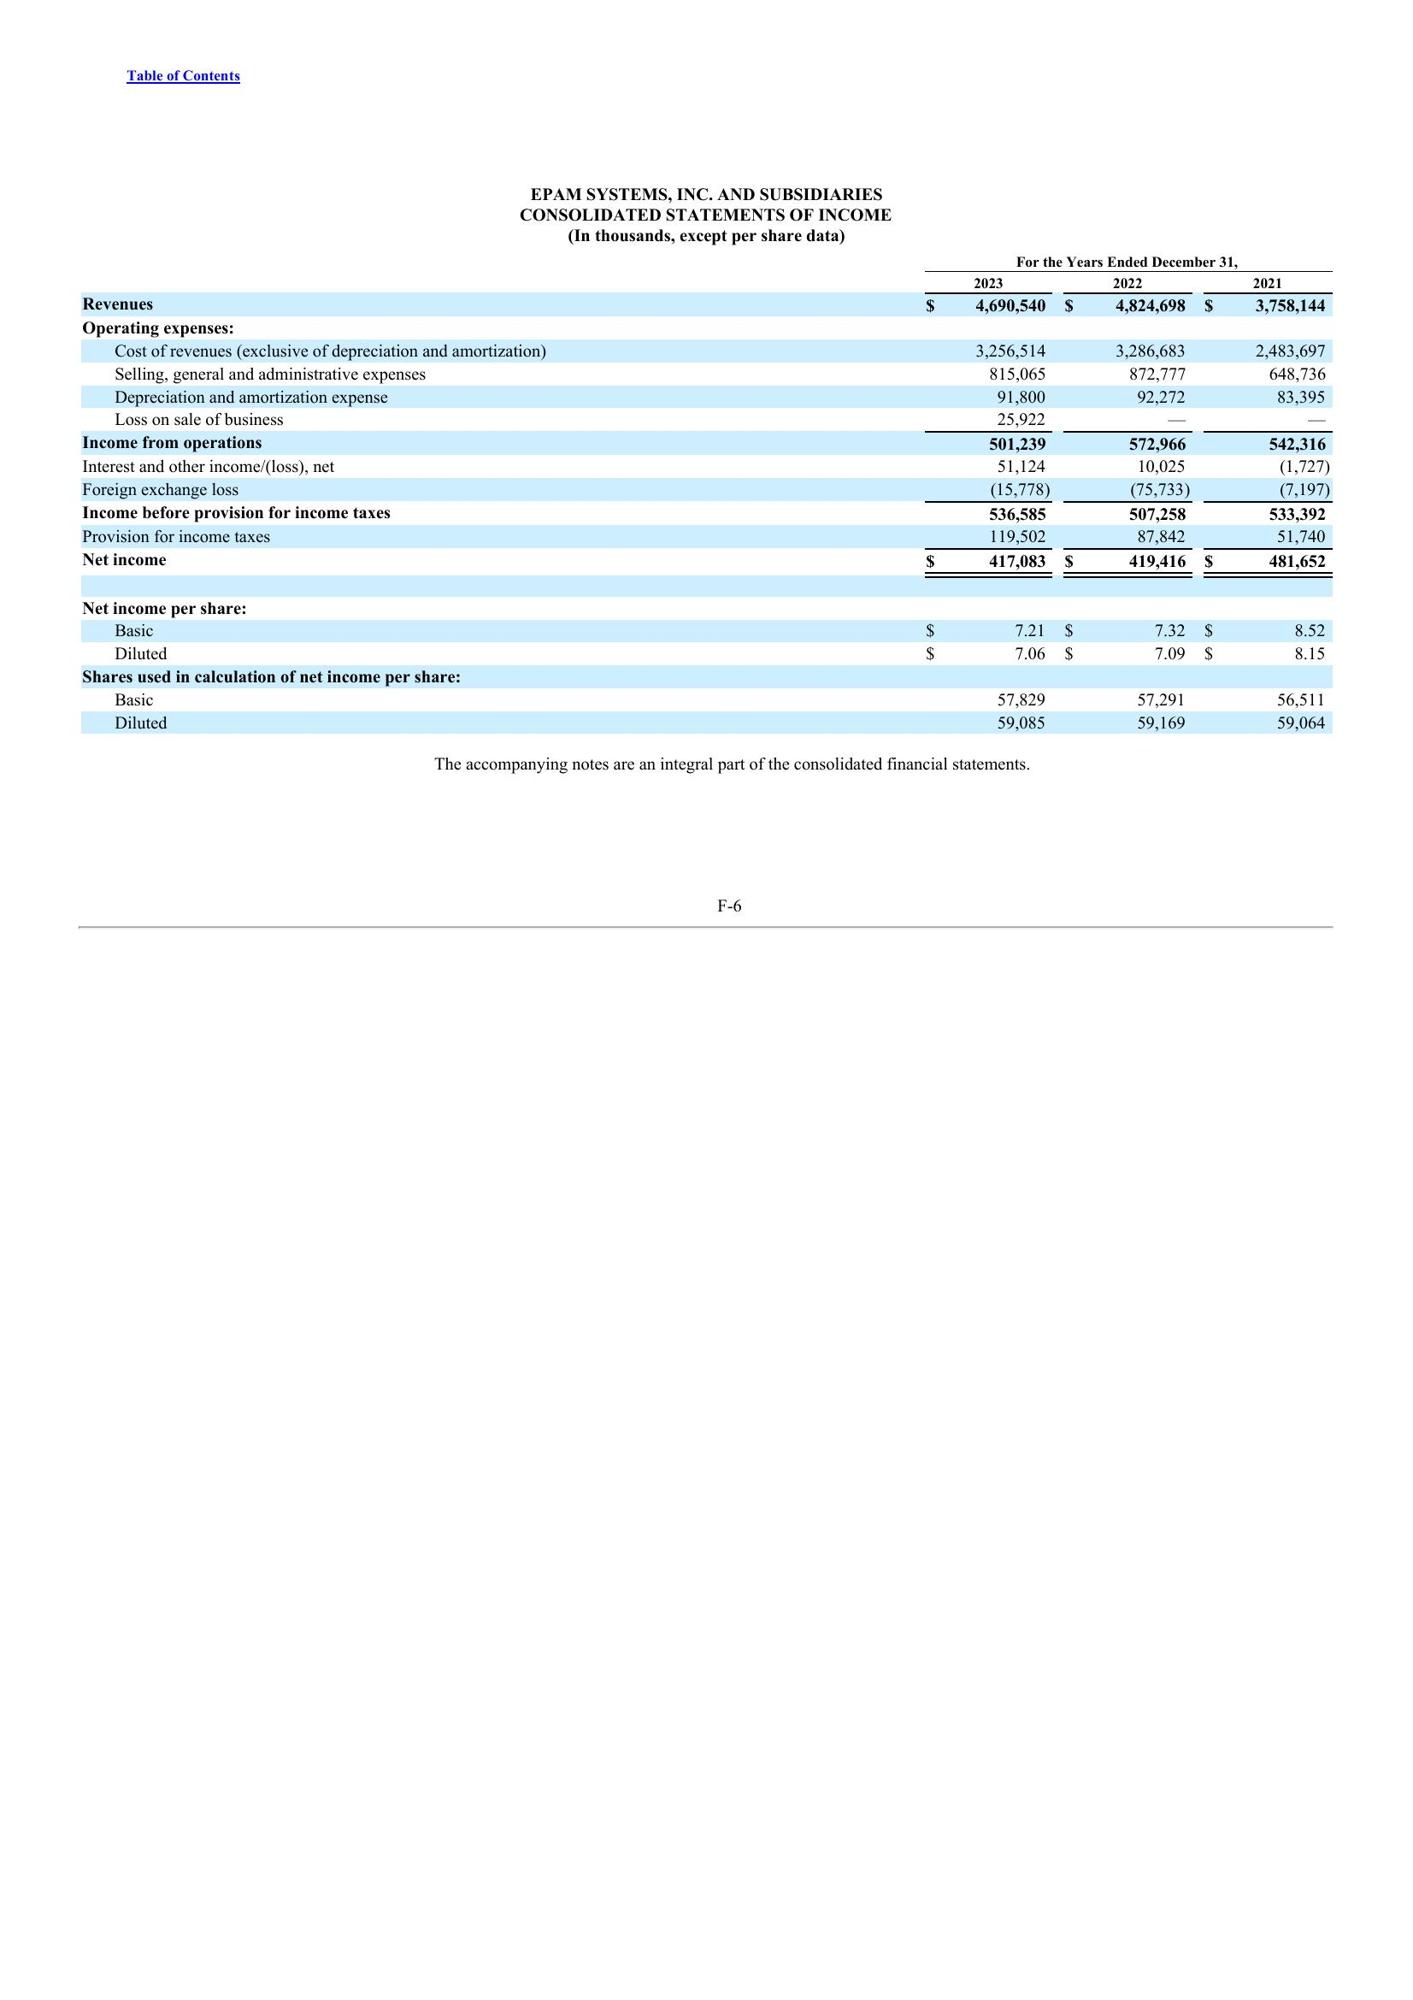 Table of Contents
EPAM SYSTEMS, INC. AND SUBSIDIARIES
CONSOLIDATED STATEMENTS OF INCOME
(In thousands, except per share data)
For the Years Ended December 31,
2023 2022 2021
Revenues $ 4,690,540 $ 4,824,698 $ 3,758,144
Operating expenses:
Cost of revenues (exclusive of depreciation and amortization) 3,256,514 3,286,683 2,483,697
Selling, general and administrative expenses 815,065 872,777 648,736
Depreciation and amortization expense 91,800 92,272 83,395
Loss on sale of business 25,922 — —
Income from operations 501,239 572,966 542,316
Interest and other income/(loss), net 51,124 10,025 (1,727)
Foreign exchange loss (15,778) (75,733) (7,197)
Income before provision for income taxes 536,585 507,258 533,392
Provision for income taxes 119,502 87,842 51,740
Net income $ 417,083 $ 419,416 $ 481,652
Net income per share:
Basic $ 7.21 $ 7.32 $ 8.52
Diluted $ 7.06 $ 7.09 $ 8.15
Shares used in calculation of net income per share:
Basic 57,829 57,291 56,511
Diluted 59,085 59,169 59,064
The accompanying notes are an integral part of the consolidated financial statements.
F-6